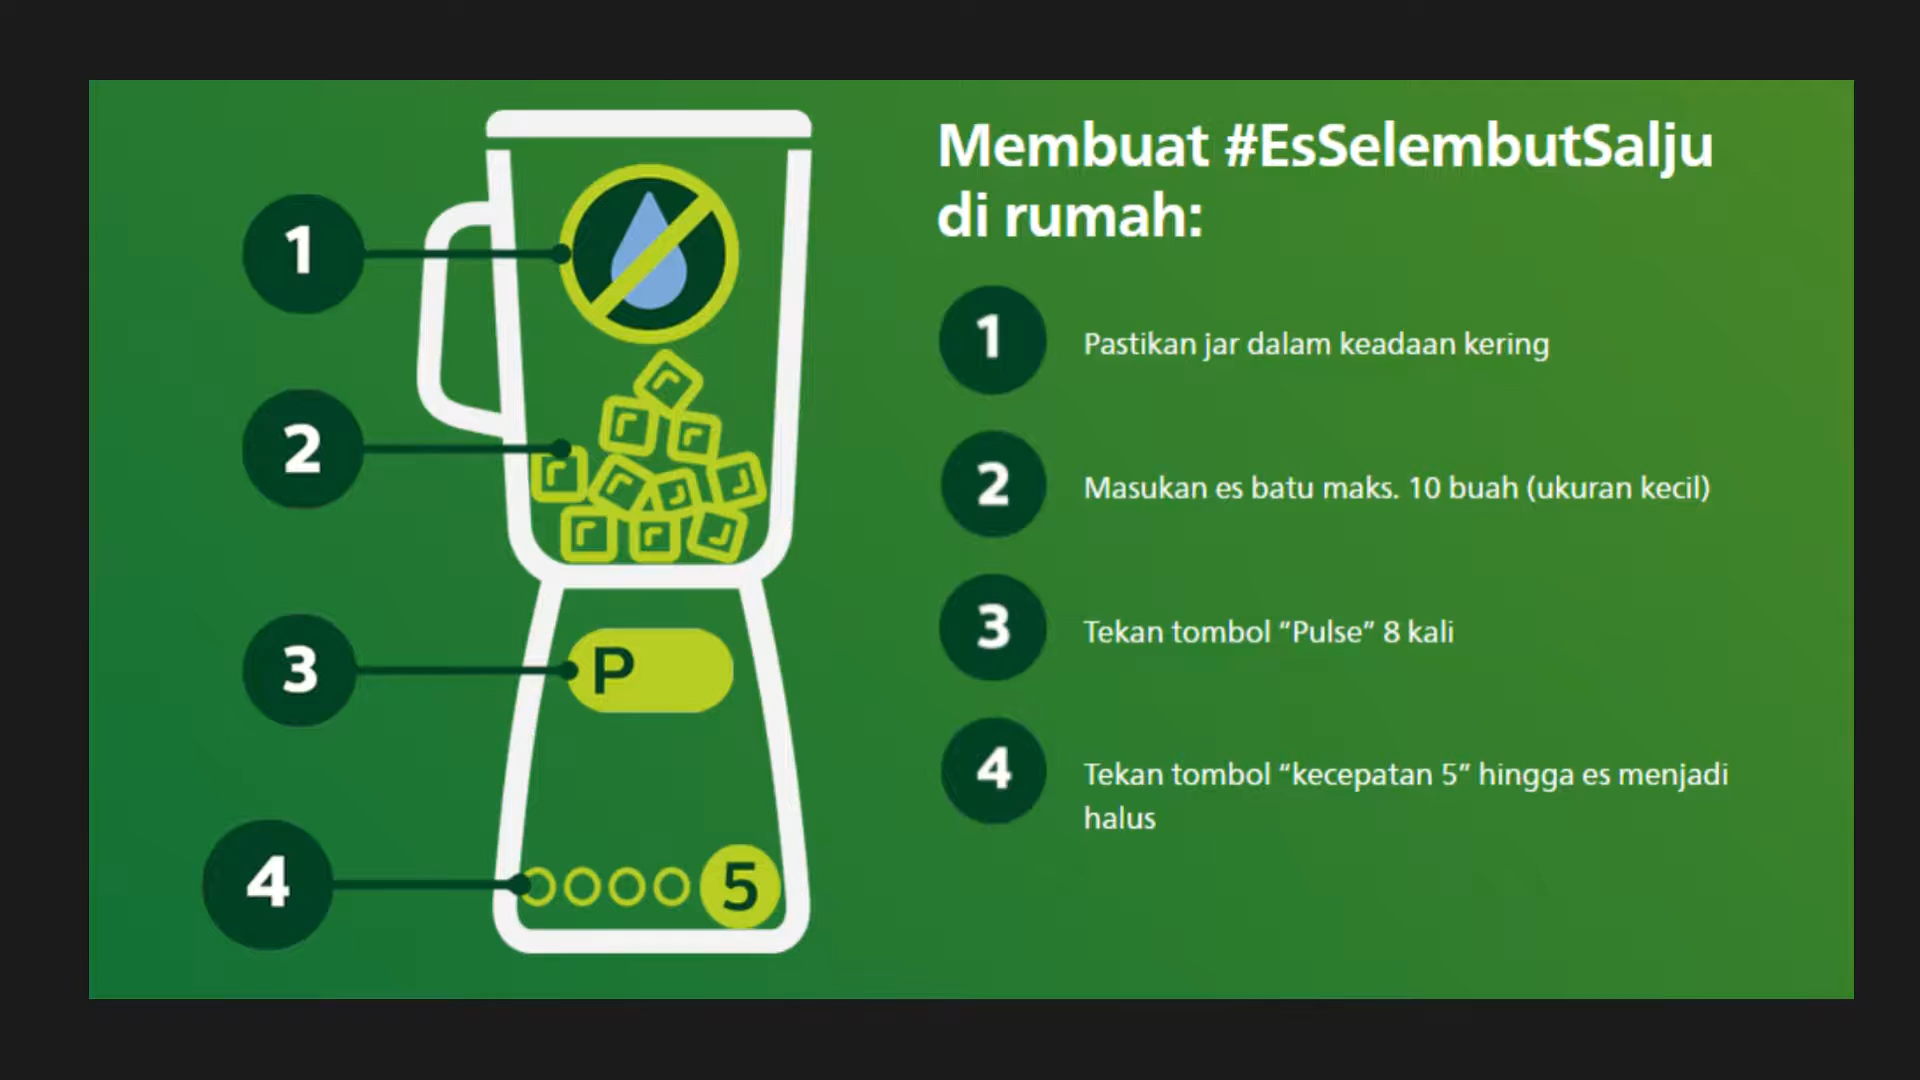 Membuat #EsSelembutSalju
di rumah:
1
Pastikan jar dalam keadaan kering
2
Masukan es batu maks. 10 buah (ukuran kecil)
3
Tekan tombol “Pulse” 8 kali
4
Tekan tombol “kecepatan 5” hingga es menjadi
halus
1
2
3
P
4
5